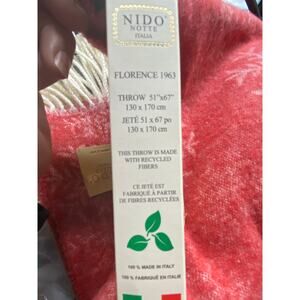 NIDO
NOTTE
ITALIA
FLORENCE 1963
THROW 51"x67"
130 x 170 cm
JETÉ 51 x 67 po
130 x 170 cm
THIS THROW IS MADE
WITH RECYCLED
FIBERS
CE JETÉ EST
FABRIQUÉ À PARTIR
DE FIBRES RECYCLÉES
100 % MADE IN ITALY
100 % FABRIQUÉ EN ITALIE